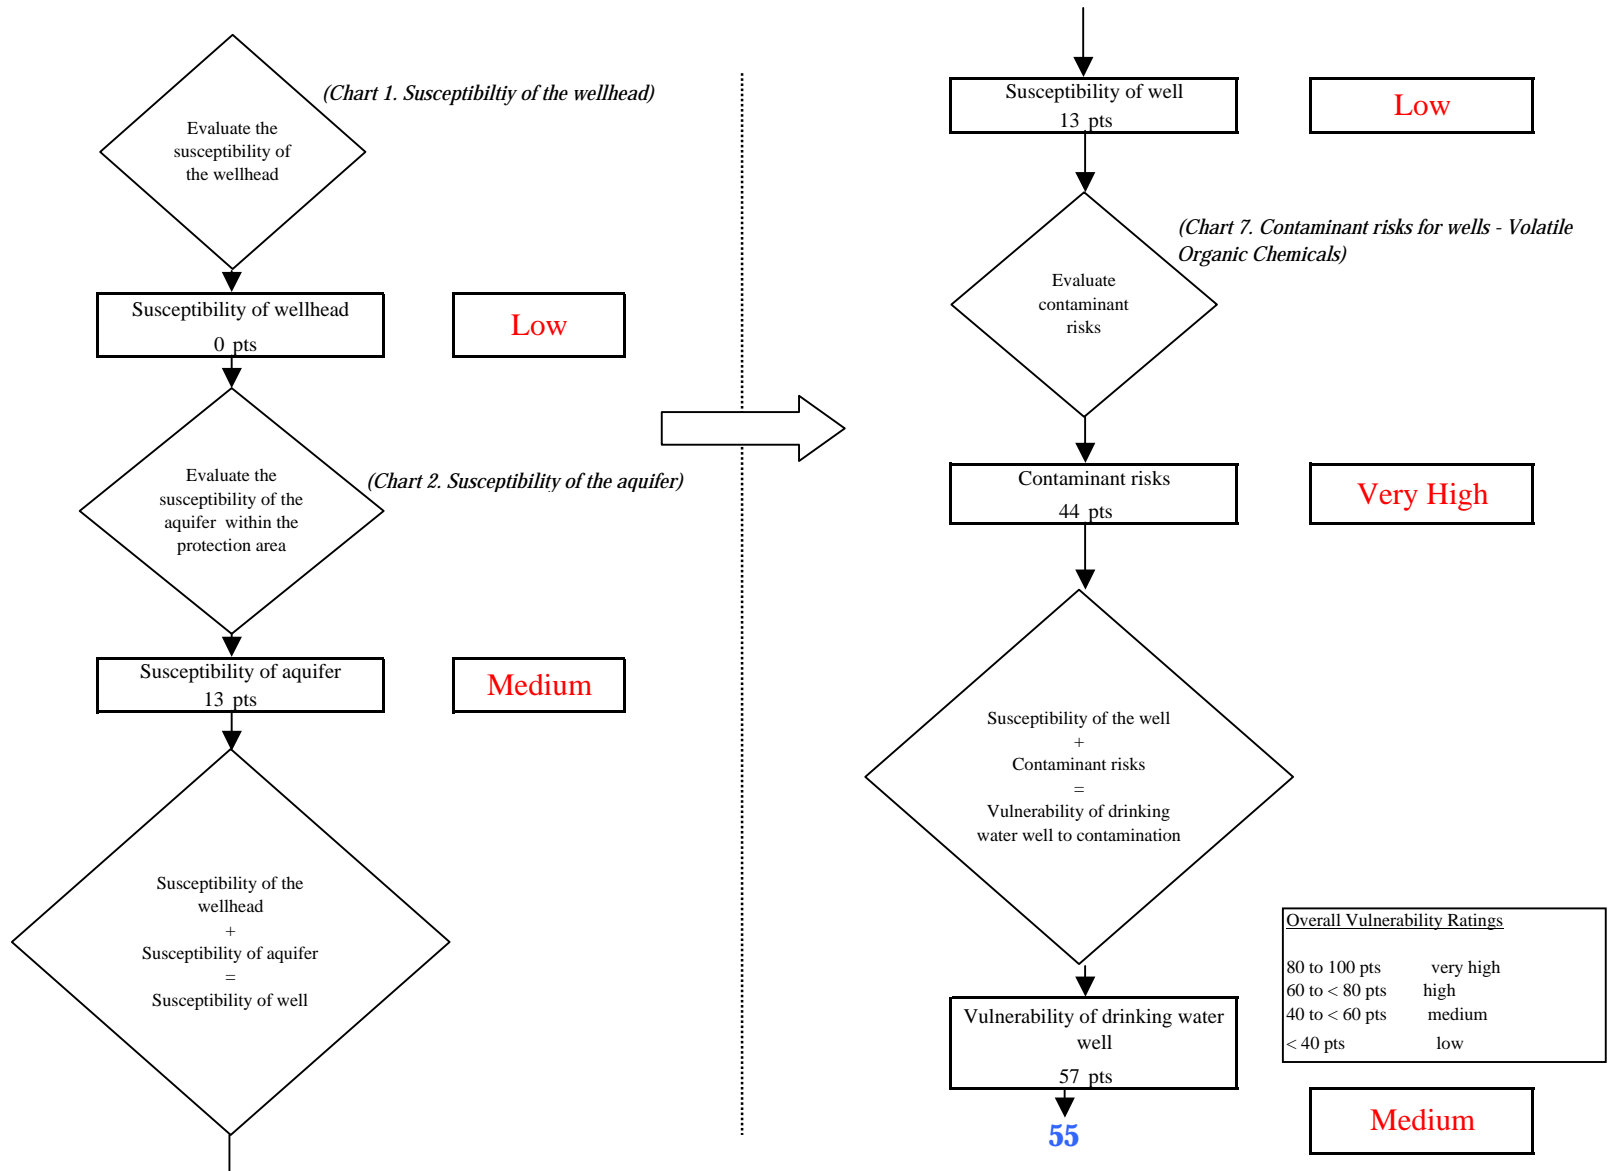 (Chart 1. Susceptibiltiy of the wellhead)
Evaluate the
susceptibility of
the wellhead
Susceptibility of wellhead
0 pts
Low
Evaluate the
susceptibility of the
aquifer within the
protection area
(Chart 2. Susceptibility of the aquifer)
Susceptibility of aquifer
13 pts
Medium
Susceptibility of the
wellhead
+
Susceptibility of aquifer
=
Susceptibility of well
Susceptibility of well
13 pts
Low
(Chart 7. Contaminant risks for wells - Volatile
Organic Chemicals)
Evaluate
contaminant
risks
Contaminant risks
44 pts
Very High
Susceptibility of the well
+
Contaminant risks
=
Vulnerability of drinking
water well to contamination
Overall Vulnerability Ratings
80 to 100 pts very high
60 to < 80 pts high
40 to < 60 pts medium
< 40 pts low
Vulnerability of drinking water
well
57 pts
55
Medium